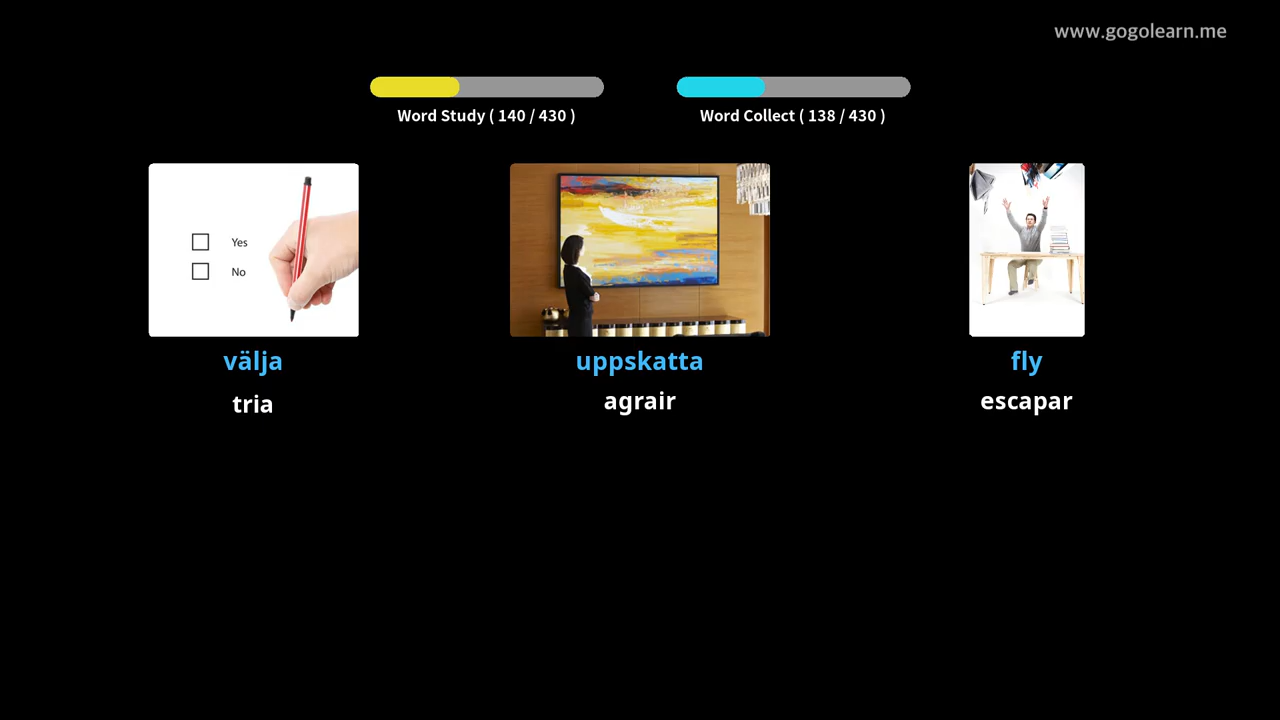 www.gogolearn.me
Word Study ( 140 / 430 )
Word Collect ( 138 / 430 )
Yes
No
välja
uppskatta
fly
tria
agrair
escapar